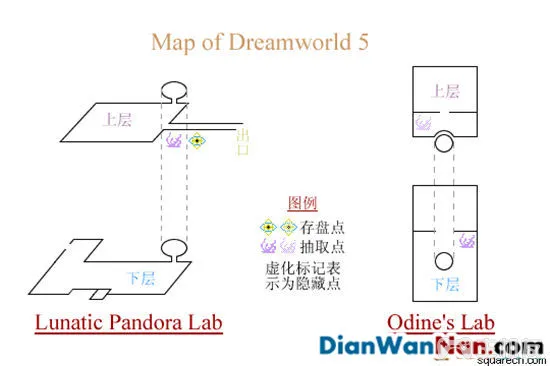 Map of Dreamworld 5
上层
出
口
上层
图例
存盘点
抽取点
虚化标记表
示为隐藏点
下层
下层
Lunatic Pandora Lab
Odine's Lab
DianWanNan.com
squarech.com